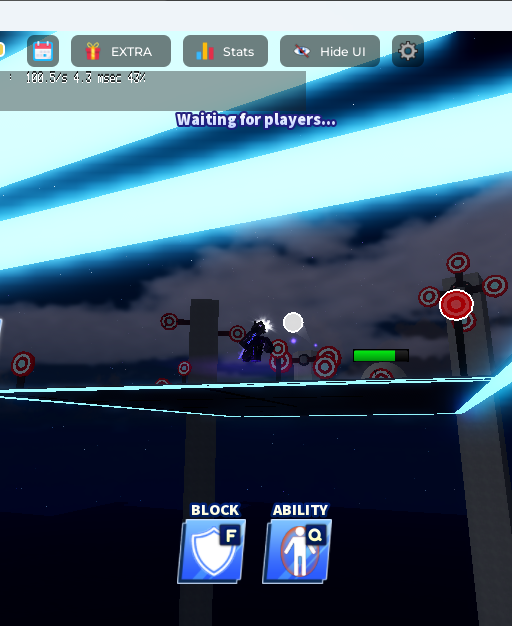 EXTRA
Stats
Hide UI
: 100.5/s 4.3 msec 43%
Waiting for players...
BLOCK
ABILITY
F
Q